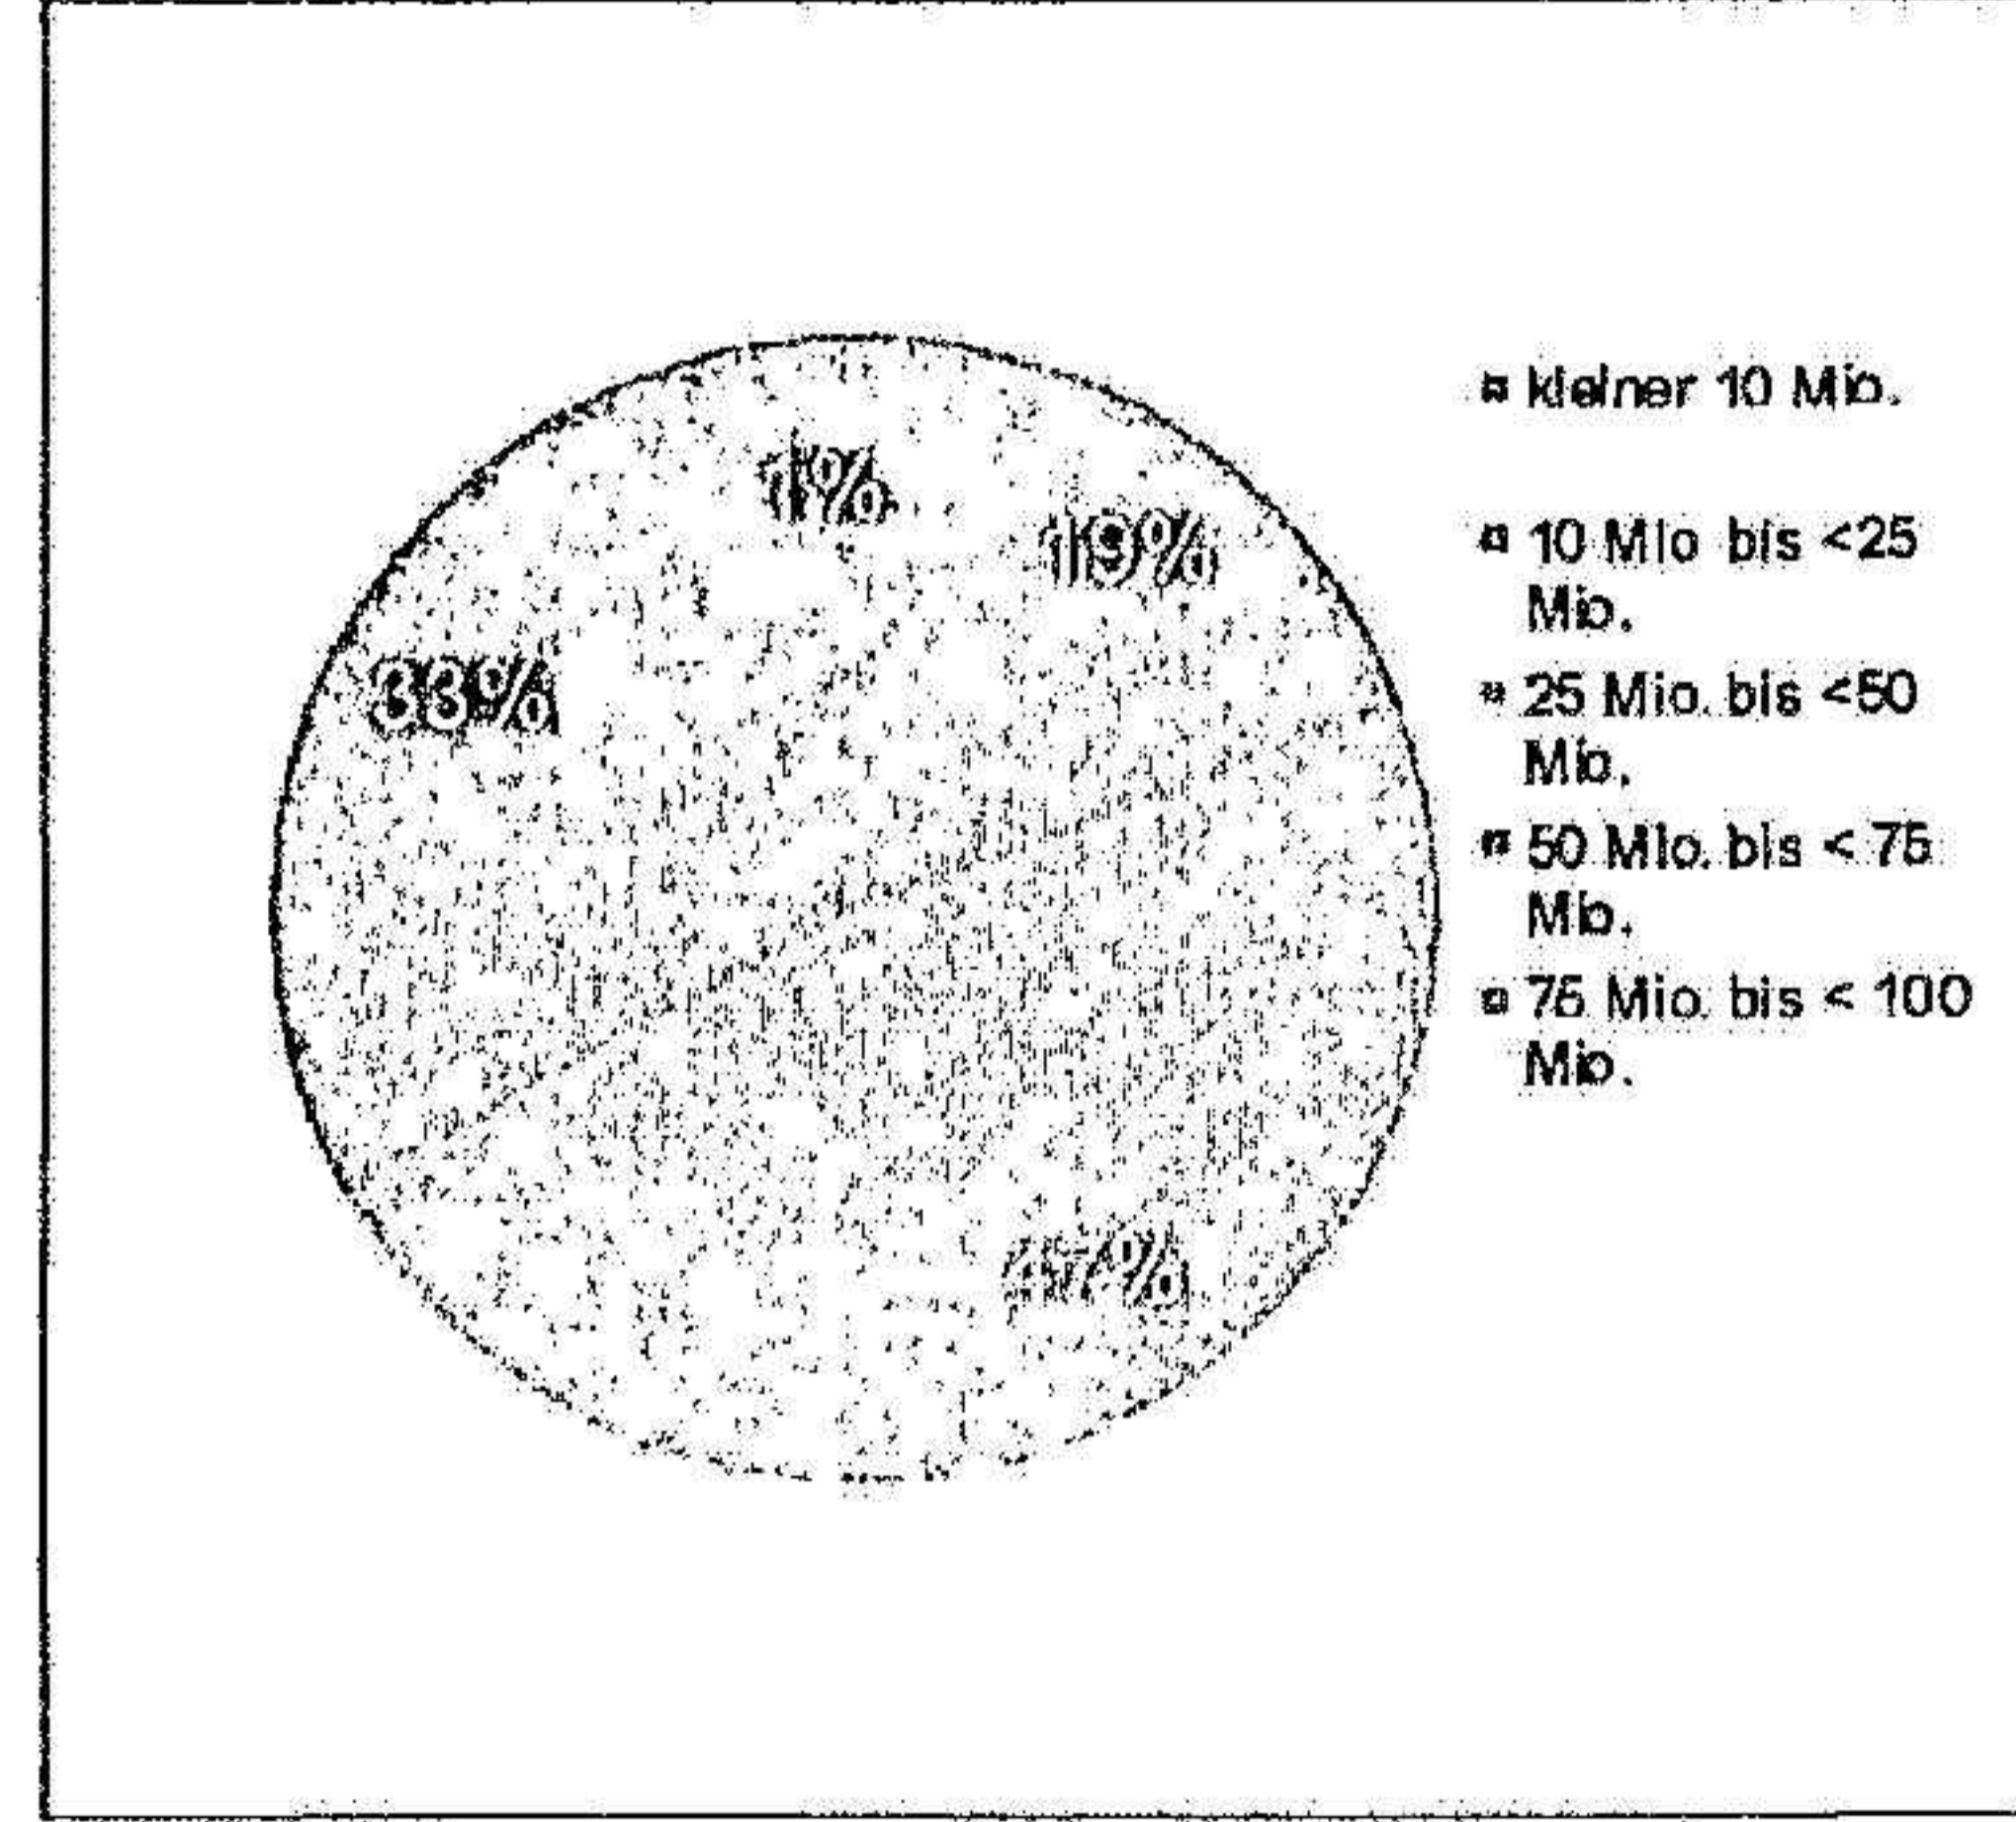 1%
19%
33%
47%
kleiner 10 Mio.
10 Mio bis <25
Mio.
25 Mio. bis <50
Mio.
50 Mio. bis < 75
Mio.
75 Mio. bis < 100
Mio.